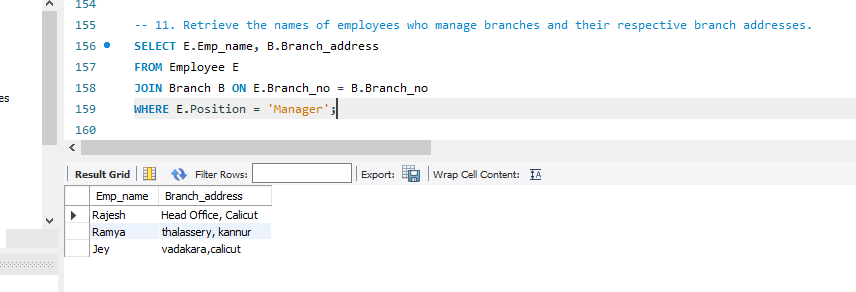 154
155 -- 11. Retrieve the names of employees who manage branches and their respective branch addresses.
156 SELECT E.Emp_name, B.Branch_address
157 FROM Employee E
158 JOIN Branch B ON E.Branch_no = B.Branch_no
159 WHERE E.Position = 'Manager';
160
es
Result Grid Filter Rows: Export: Wrap Cell Content:
Emp_name Branch_address
Rajesh Head Office, Calicut
Ramya thalassery, kannur
Jey vadakara,calicut